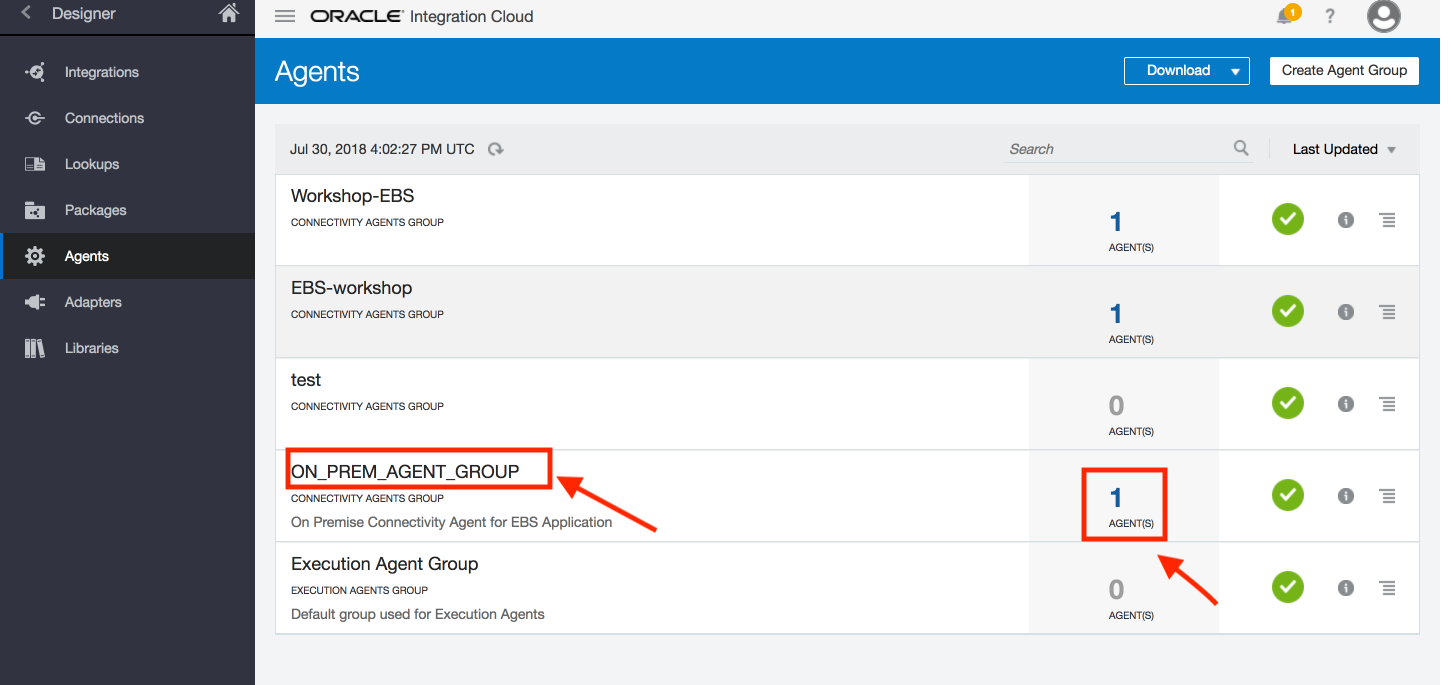 Designer
ORACLE Integration Cloud
1
?
Integrations
Connections
Lookups
Packages
Agents
Adapters
Libraries
Agents
Download
Create Agent Group
Jul 30, 2018 4:02:27 PM UTC
Search
Last Updated
Workshop-EBS
CONNECTIVITY AGENTS GROUP
1
AGENT(S)
EBS-workshop
CONNECTIVITY AGENTS GROUP
1
AGENT(S)
test
CONNECTIVITY AGENTS GROUP
0
AGENT(S)
ON_PREM_AGENT_GROUP
CONNECTIVITY AGENTS GROUP
On Premise Connectivity Agent for EBS Application
1
AGENT(S)
Execution Agent Group
EXECUTION AGENTS GROUP
Default group used for Execution Agents
0
AGENT(S)